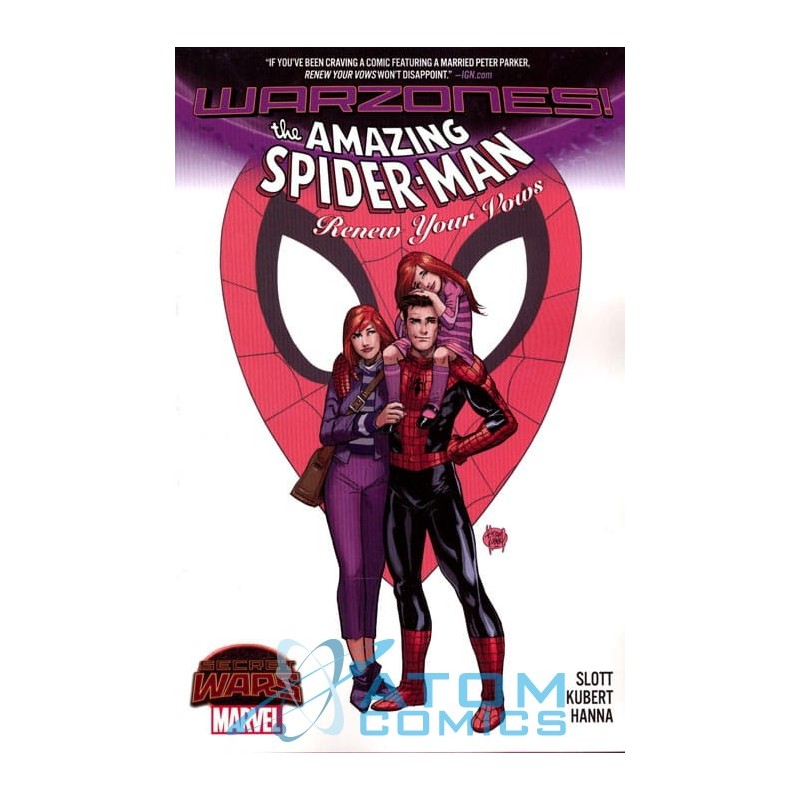 "IF YOU'VE BEEN CRAVING A COMIC FEATURING A MARRIED PETER PARKER,
RENEW YOUR VOWS WON'T DISAPPOINT." —IGN.com
WARZONES!
the AMAZING
SPIDER-MAN
Renew Your Vows
SECRET
WARS
MARVEL
ATOM
COMICS
SLOTT
KUBERT
HANNA